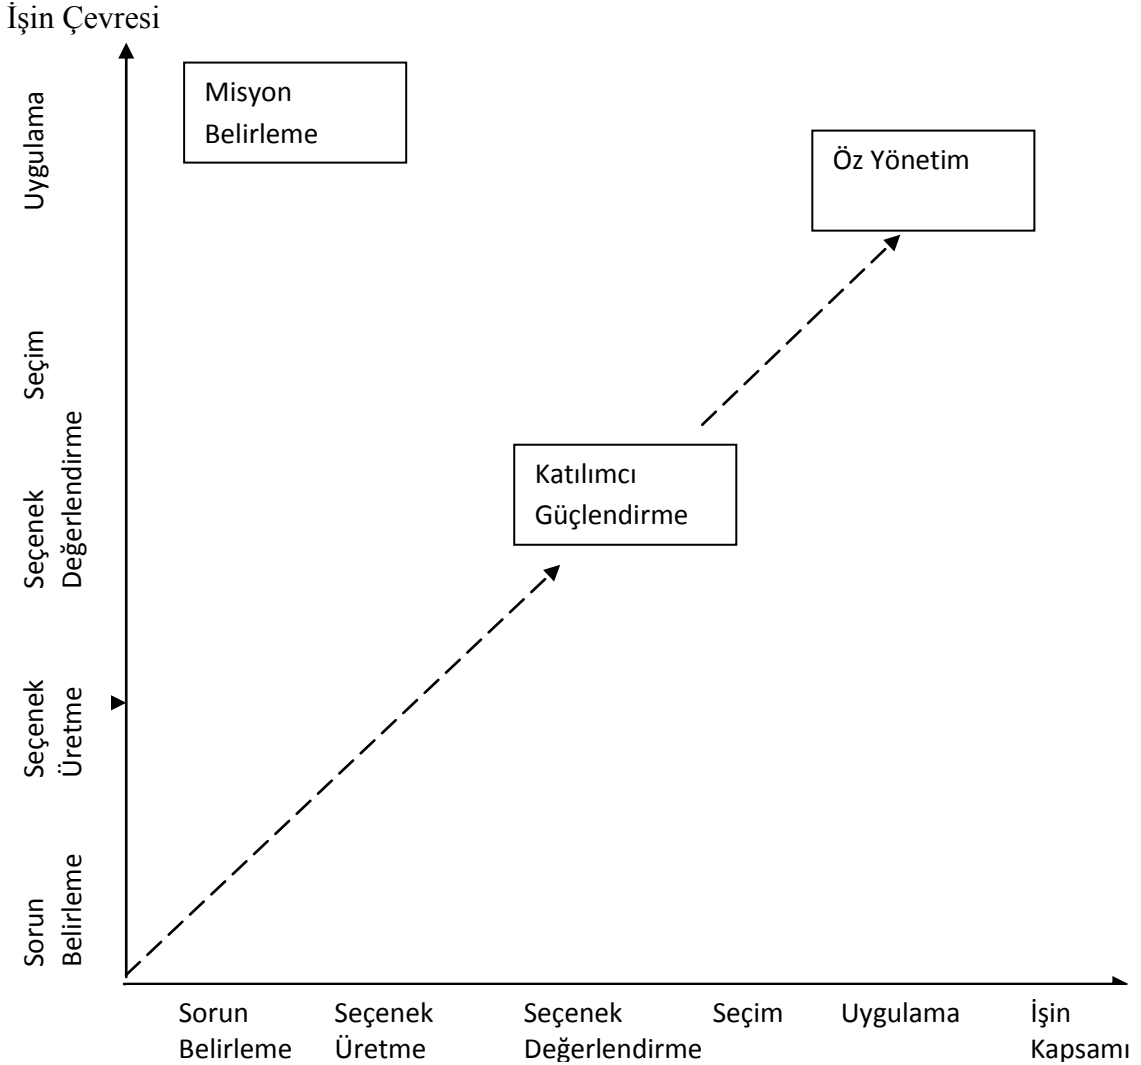 İşin Çevresi
Misyon
Belirleme
Öz Yönetim
Katılımcı
Güçlendirme
Uygulama
Seçim
Seçenek
Değerlendirme
Seçenek
Üretme
Sorun
Belirleme
Sorun
Belirleme
Seçenek
Üretme
Seçenek
Değerlendirme
Seçim
Uygulama
İşin
Kapsamı